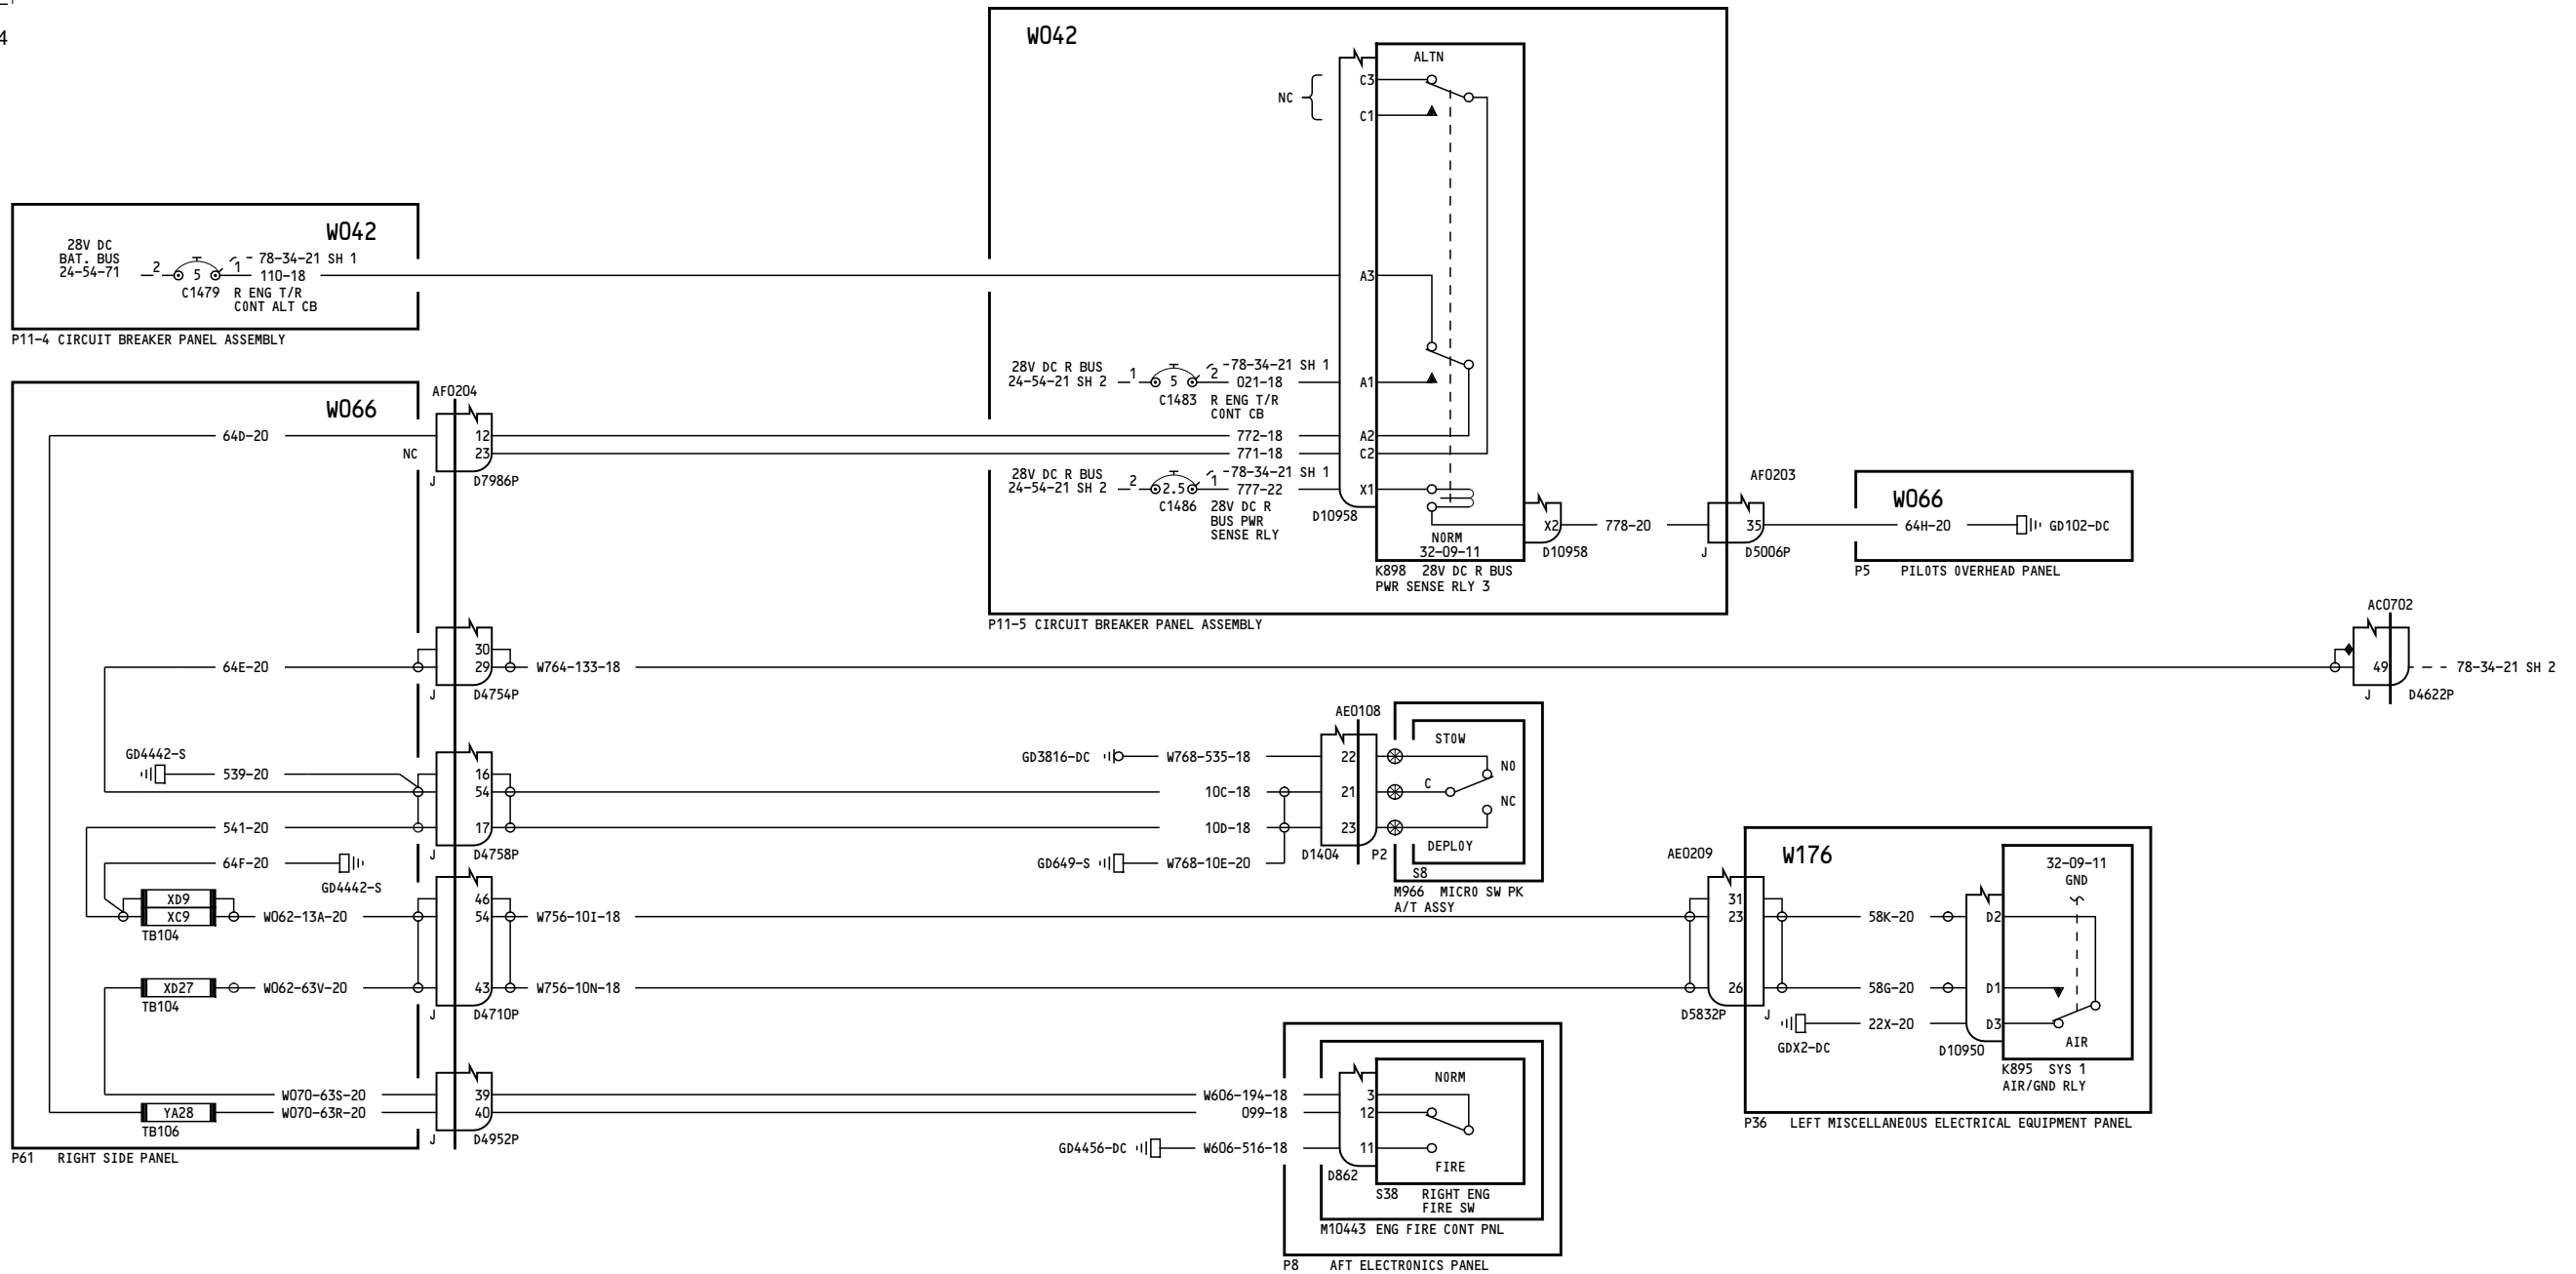 4
W042
ALTN
C3
NC
C1
W042
28V DC
BAT. BUS
24-54-71
2
5
1
78-34-21 SH 1
110-18
C1479
R ENG T/R
CONT ALT CB
P11-4 CIRCUIT BREAKER PANEL ASSEMBLY
A3
28V DC R BUS
24-54-21 SH 2
1
5
2
78-34-21 SH 1
021-18
C1483
R ENG T/R
CONT CB
A1
772-18
A2
771-18
C2
28V DC R BUS
24-54-21 SH 2
2
2.5
1
78-34-21 SH 1
777-22
C1486
28V DC R
BUS PWR
SENSE RLY
X1
D10958
NORM
32-09-11
X2
D10958
778-20
K898 28V DC R BUS
PWR SENSE RLY 3
P11-5 CIRCUIT BREAKER PANEL ASSEMBLY
AF0203
35
J
D5006P
W066
64H-20
GD102-DC
P5 PILOTS OVERHEAD PANEL
W066
AF0204
64D-20
12
NC
23
J
D7986P
30
64E-20
29
W764-133-18
J
D4754P
AC0702
49
78-34-21 SH 2
J
D4622P
GD4442-S
539-20
16
54
541-20
17
J
D4758P
64F-20
GD4442-S
AE0108
GD3816-DC
W768-535-18
22
10C-18
21
10D-18
23
GD649-S
W768-10E-20
D1404
P2
STOW
NO
C
NC
DEPLOY
S8
M966 MICRO SW PK
A/T ASSY
XD9
XC9
TB104
W062-13A-20
46
54
W756-10I-18
XD27
TB104
W062-63V-20
43
W756-10N-18
J
D4710P
AE0209
31
23
26
D5832P
J
W176
58K-20
D2
58G-20
D1
GDX2-DC
22X-20
D3
D10950
32-09-11
GND
AIR
K895 SYS 1
AIR/GND RLY
P36 LEFT MISCELLANEOUS ELECTRICAL EQUIPMENT PANEL
W070-63S-20
39
YA28
TB106
W070-63R-20
40
J
D4952P
P61 RIGHT SIDE PANEL
W606-194-18
3
099-18
12
GD4456-DC
W606-516-18
11
D862
NORM
FIRE
S38 RIGHT ENG
FIRE SW
M10443 ENG FIRE CONT PNL
P8 AFT ELECTRONICS PANEL